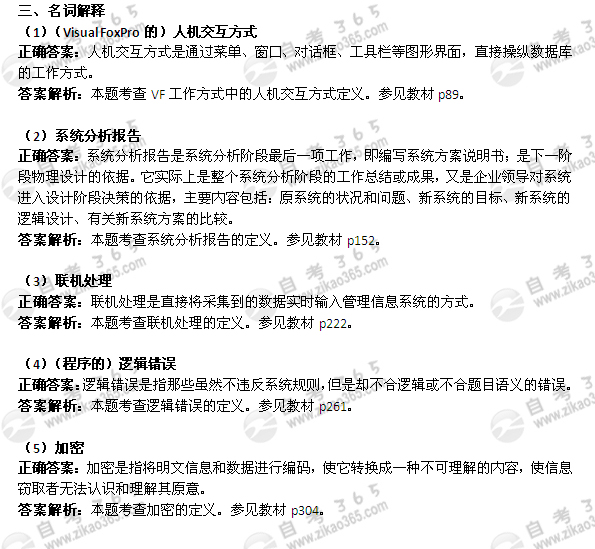 三、名词解释
（1）（Visual FoxPro 的）人机交互方式
正确答案：人机交互方式是通过菜单、窗口、对话框、工具栏等图形界面，直接操纵数据库
的工作方式。
答案解析：本题考查 VF 工作方式中的人机交互方式定义。参见教材 p89。
（2）系统分析报告
正确答案：系统分析报告是系统分析阶段最后一项工作，即编写系统方案说明书；是下一阶
段物理设计的依据。它实际上是整个系统分析阶段的工作总结或成果，又是企业领导对系统
进入设计阶段决策的依据，主要内容包括：原系统的状况和问题、新系统的目标、新系统的
逻辑设计、有关新系统方案的比较。
答案解析：本题考查系统分析报告的定义。参见教材 p152。
（3）联机处理
正确答案：联机处理是直接将采集到的数据实时输入管理信息系统的方式。
答案解析：本题考查联机处理的定义。参见教材 p222。
（4）（程序的）逻辑错误
正确答案：逻辑错误是指那些虽然不违反系统规则，但是却不合逻辑或不合题目语义的错误。
答案解析：本题考查逻辑错误的定义。参见教材 p261。
（5）加密
正确答案：加密是指将明文信息和数据进行编码，使它转换成一种不可理解的内容，使信息
窃取者无法认识和理解其原意。
答案解析：本题考查加密的定义。参见教材 p304。
自考365
www.zikao365.com